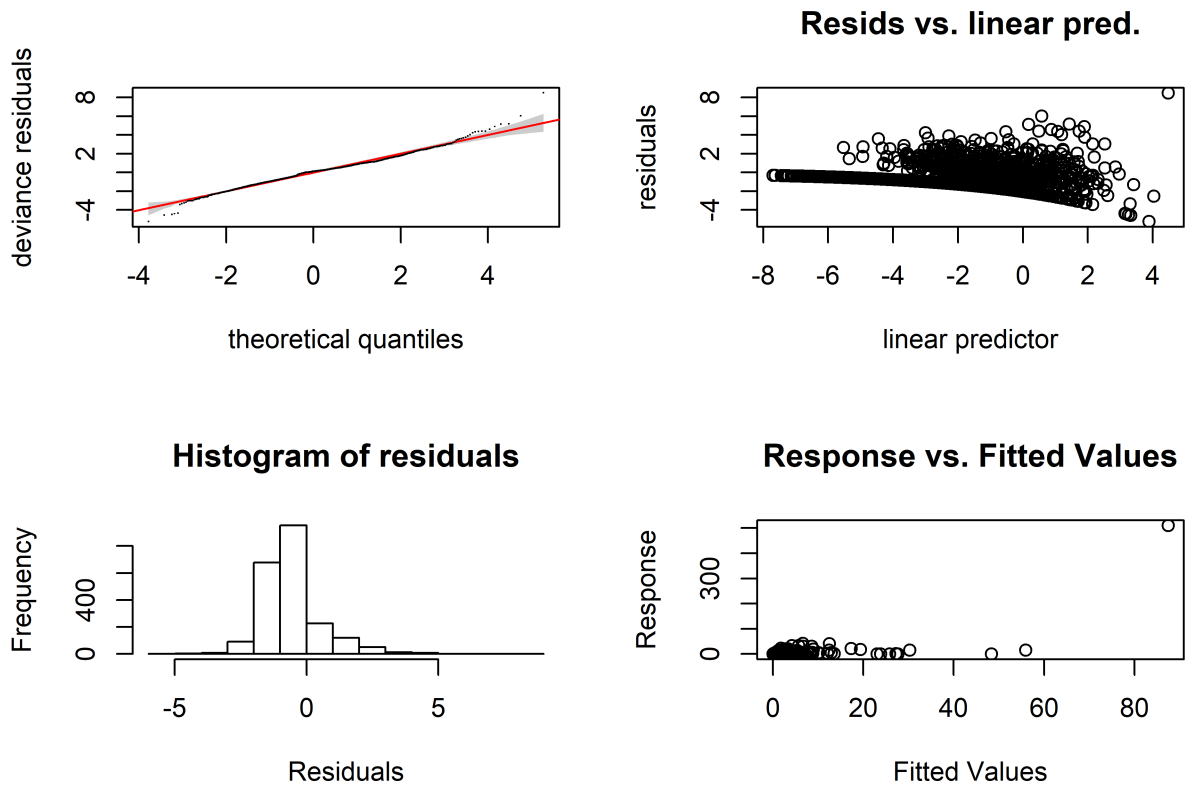 deviance residuals
8
2
-4
-4 -2 0 2 4
theoretical quantiles
Resids vs. linear pred.
residuals
8
2
-4
-8 -6 -4 -2 0 2 4
linear predictor
Histogram of residuals
Frequency
400
0
-5 0 5
Residuals
Response vs. Fitted Values
Response
300
0
0 20 40 60 80
Fitted Values